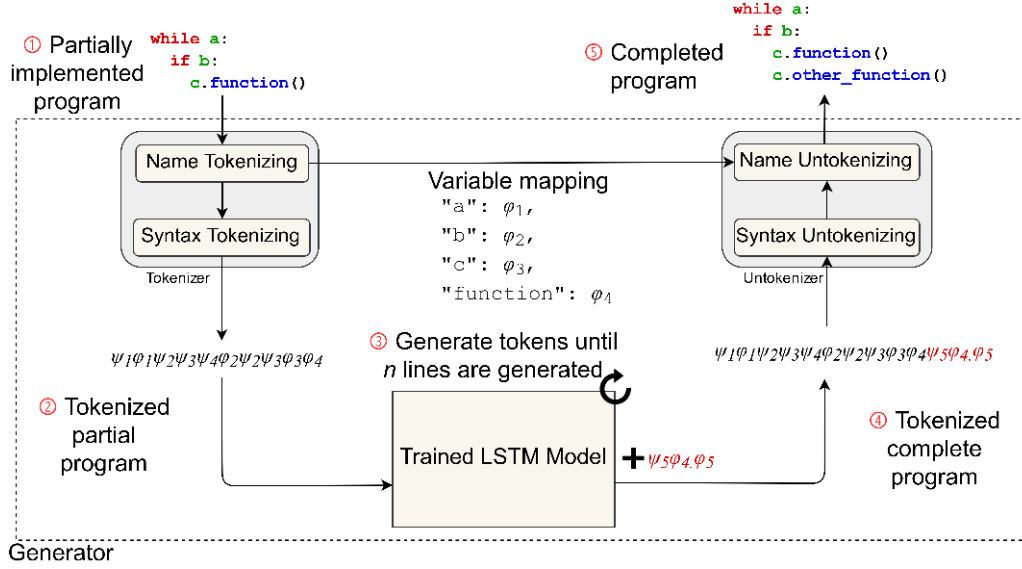 ① Partially
implemented
program
while a:
if b:
c.function()
⑤ Completed
program
while a:
if b:
c.function()
c.other_function()
Name Tokenizing
Syntax Tokenizing
Tokenizer
Variable mapping
"a": φ1,
"b": φ2,
"c": φ3,
"function": φ4
Name Untokenizing
Syntax Untokenizing
Untokenizer
ψ1φ1ψ2ψ3ψ4φ2ψ2ψ3φ3φ4
② Tokenized
partial
program
③ Generate tokens until
n lines are generated
Trained LSTM Model
+ψ5φ4.φ5
ψ1φ1ψ2ψ3ψ4φ2ψ2ψ3φ3φ4ψ5φ4.φ5
④ Tokenized
complete
program
Generator